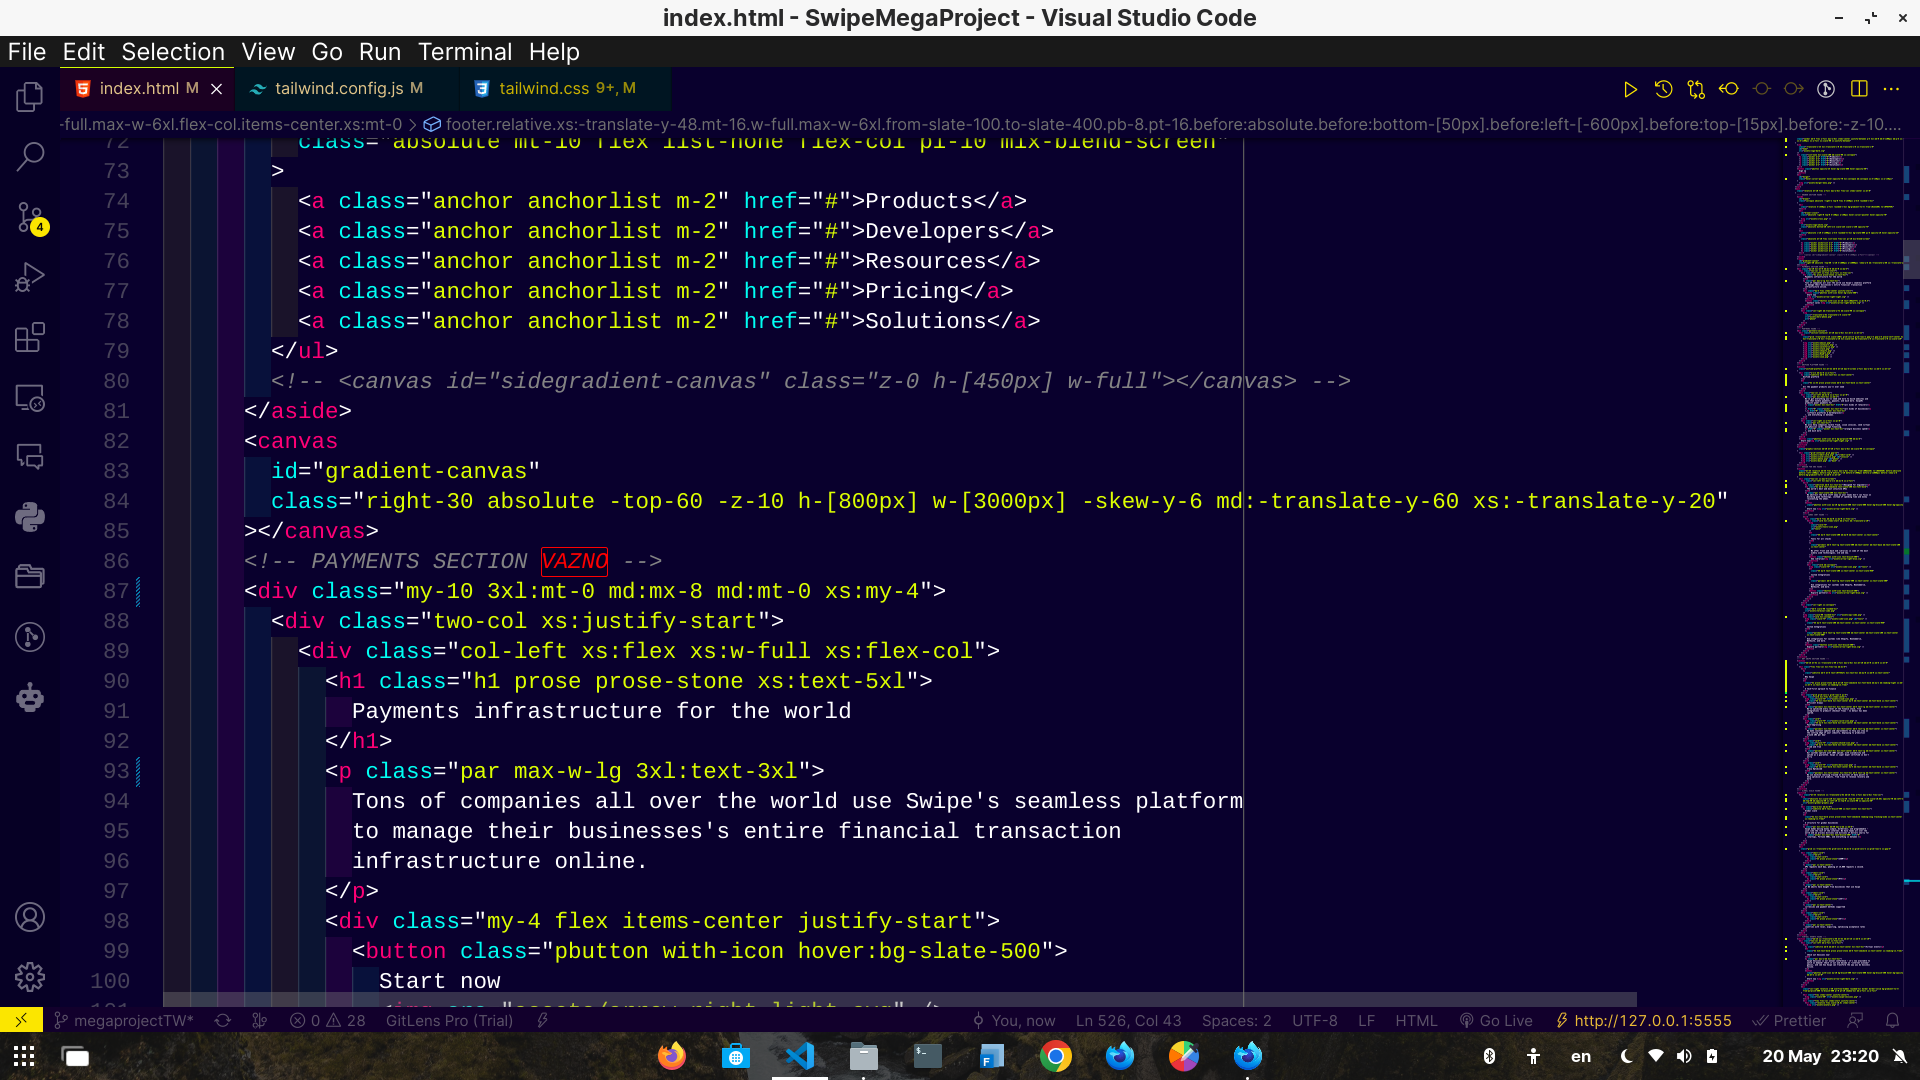 index.html - SwipeMegaProject - Visual Studio Code
File Edit Selection View Go Run Terminal Help
index.html M
tailwind.config.js M
tailwind.css 9+, M
-full.max-w-6xl.flex-col.items-center.xs:mt-0 > footer.relative.xs:-translate-y-48.mt-16.w-full.max-w-6xl.from-slate-100.to-slate-400.pb-8.pt-16.before:absolute.before:bottom-[50px].before:left-[-600px].before:top-[15px].before:-z-10....
72 class="absolute mt-10 flex list-none flex-col pl-10 mix-blend-screen"
73 >
74 <a class="anchor anchorlist m-2" href="#">Products</a>
75 <a class="anchor anchorlist m-2" href="#">Developers</a>
76 <a class="anchor anchorlist m-2" href="#">Resources</a>
77 <a class="anchor anchorlist m-2" href="#">Pricing</a>
78 <a class="anchor anchorlist m-2" href="#">Solutions</a>
79 </ul>
80 <!-- <canvas id="sidegradient-canvas" class="z-0 h-[450px] w-full"></canvas> -->
81 </aside>
82 <canvas
83 id="gradient-canvas"
84 class="right-30 absolute -top-60 -z-10 h-[800px] w-[3000px] -skew-y-6 md:-translate-y-60 xs:-translate-y-20"
85 ></canvas>
86 <!-- PAYMENTS SECTION VAZNO -->
87 <div class="my-10 3xl:mt-0 md:mx-8 md:mt-0 xs:my-4">
88 <div class="two-col xs:justify-start">
89 <div class="col-left xs:flex xs:w-full xs:flex-col">
90 <h1 class="h1 prose prose-stone xs:text-5xl">
91 Payments infrastructure for the world
92 </h1>
93 <p class="par max-w-lg 3xl:text-3xl">
94 Tons of companies all over the world use Swipe's seamless platform
95 to manage their businesses's entire financial transaction
96 infrastructure online.
97 </p>
98 <div class="my-4 flex items-center justify-start">
99 <button class="pbutton with-icon hover:bg-slate-500">
100 Start now
4
megaprojectTW* 0 28 GitLens Pro (Trial) You, now Ln 526, Col 43 Spaces: 2 UTF-8 LF HTML Go Live http://127.0.0.1:5555 Prettier
en 20 May 23:20